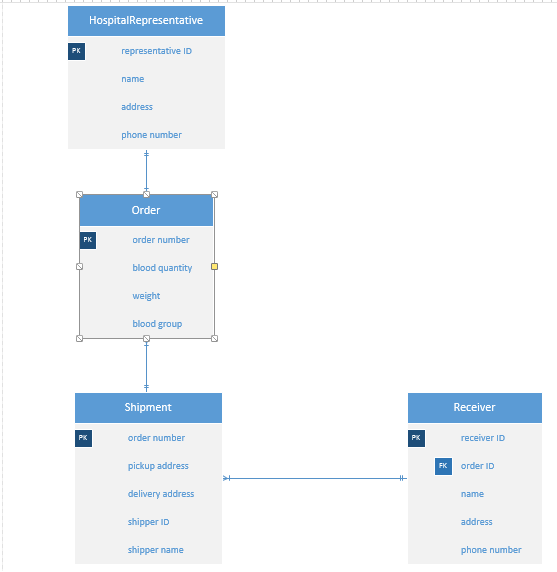 HospitalRepresentative
PK representative ID
name
address
phone number
Order
PK order number
blood quantity
weight
blood group
Shipment
PK order number
pickup address
delivery address
shipper ID
shipper name
Receiver
PK receiver ID
FK order ID
name
address
phone number